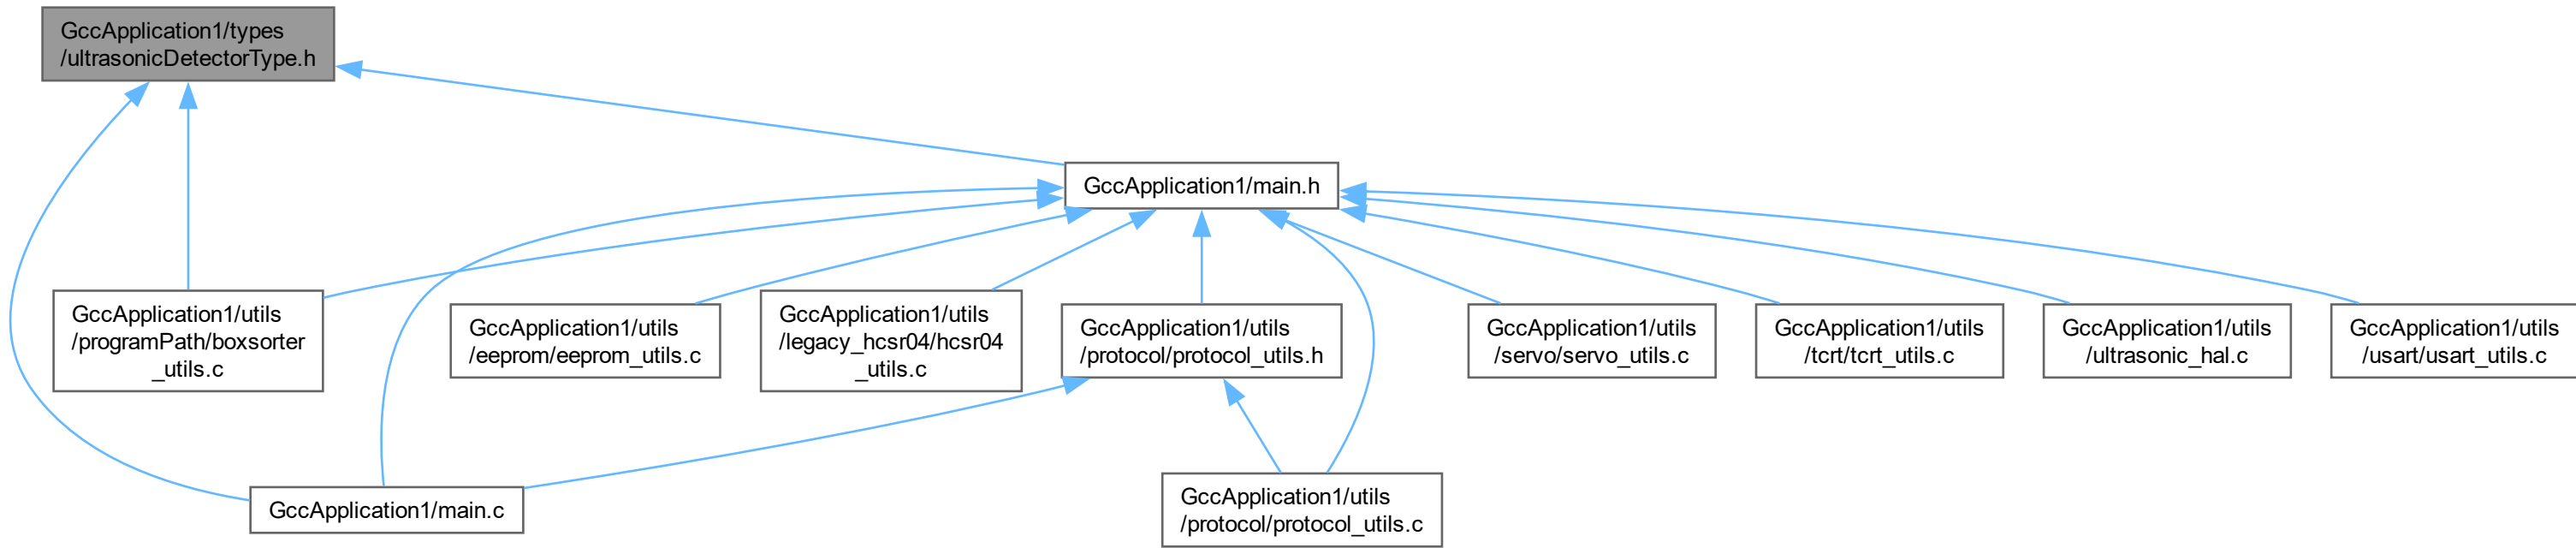 GccApplication1/types
/ultrasonicDetectorType.h
GccApplication1/main.h
GccApplication1/utils
/programPath/boxsorter
_utils.c
GccApplication1/utils
/eeprom/eeprom_utils.c
GccApplication1/utils
/legacy_hcsr04/hcsr04
_utils.c
GccApplication1/utils
/protocol/protocol_utils.h
GccApplication1/utils
/servo/servo_utils.c
GccApplication1/utils
/tcrt/tcrt_utils.c
GccApplication1/utils
/ultrasonic_hal.c
GccApplication1/utils
/usart/usart_utils.c
GccApplication1/main.c
GccApplication1/utils
/protocol/protocol_utils.c